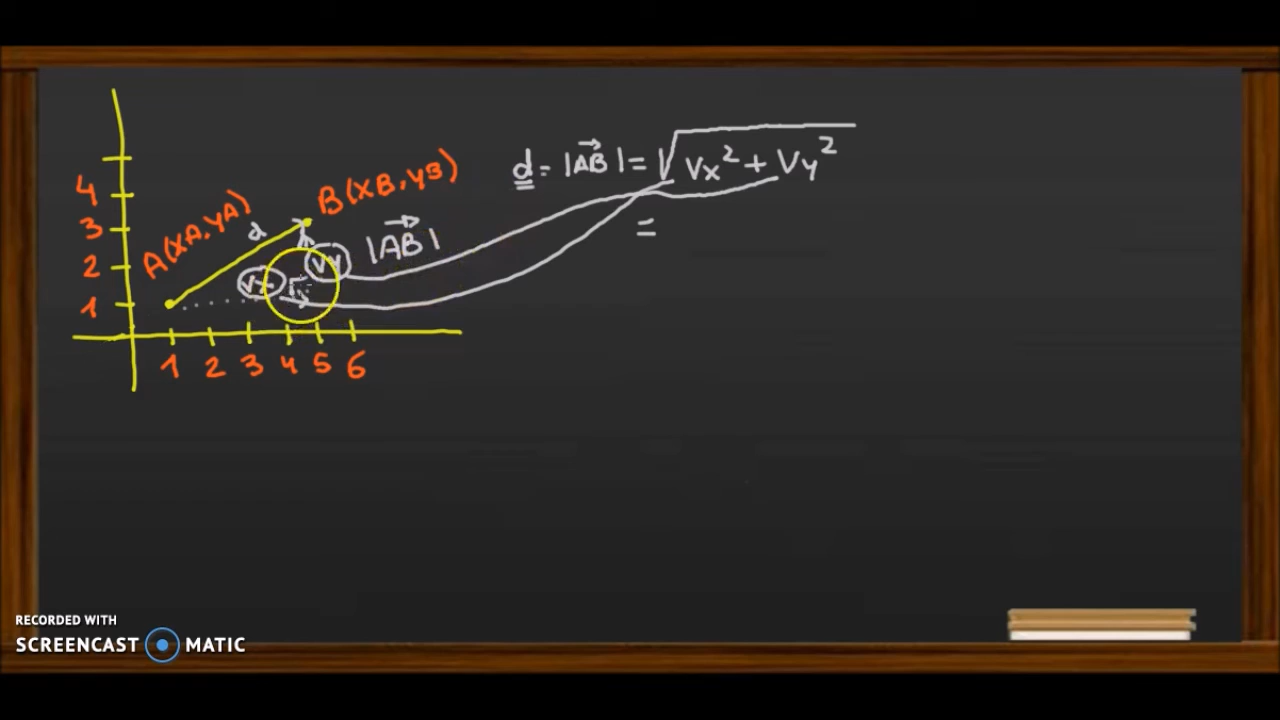 d = |AB| = √Vx² + Vy²
=
B(XB, yB)
A(XA, yA)
d
|AB|
Vy
Vx
4
3
2
1
1 2 3 4 5 6
RECORDED WITH
SCREENCAST MATIC